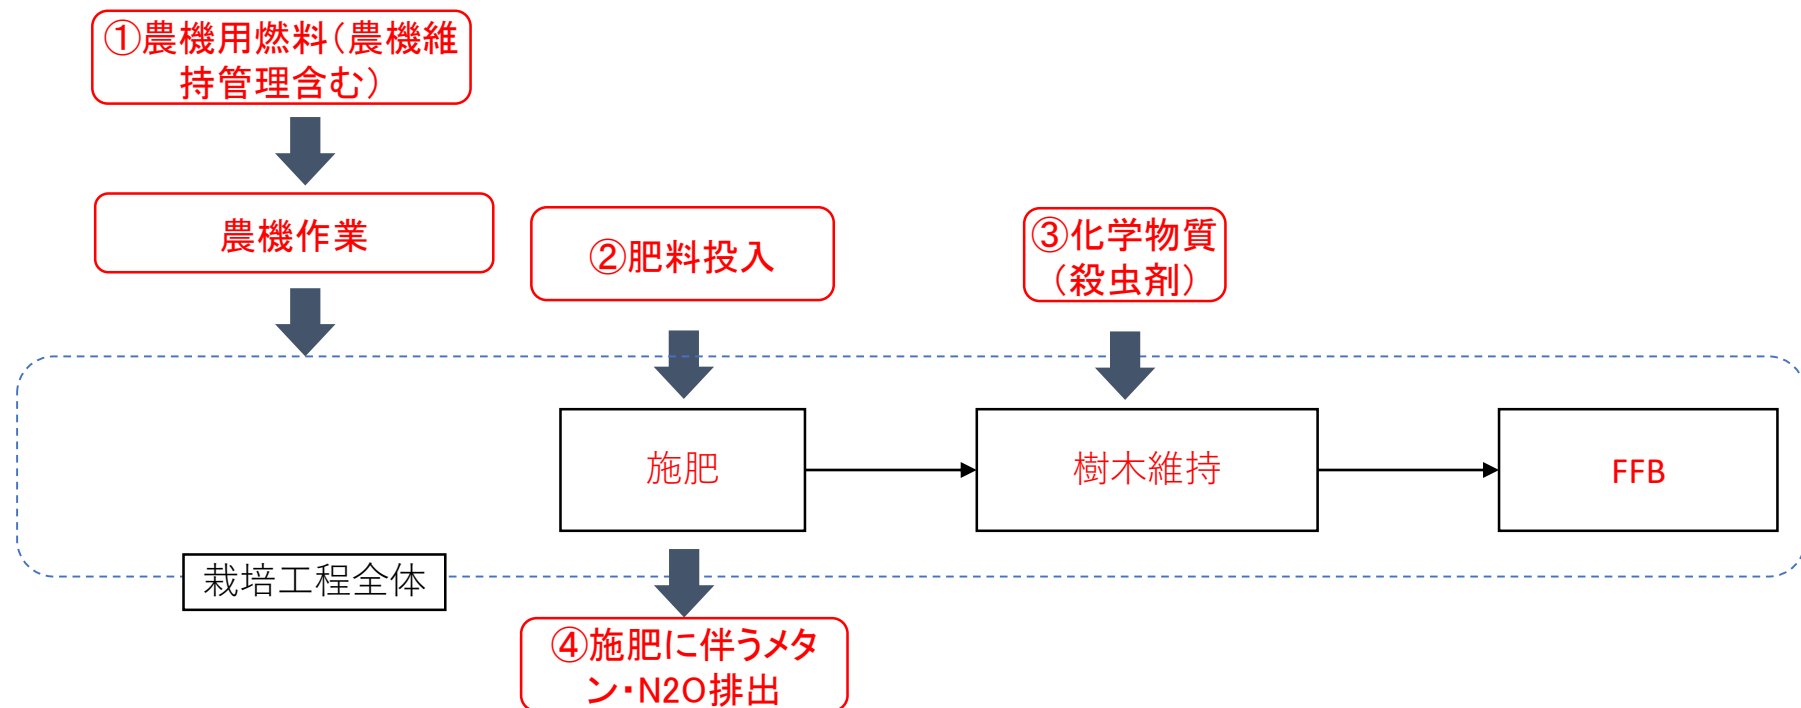 ①農機用燃料（農機維
持管理含む）
農機作業
②肥料投入
③化学物質
（殺虫剤）
施肥
樹木維持
FFB
栽培工程全体
④施肥に伴うメタ
ン・N2O排出